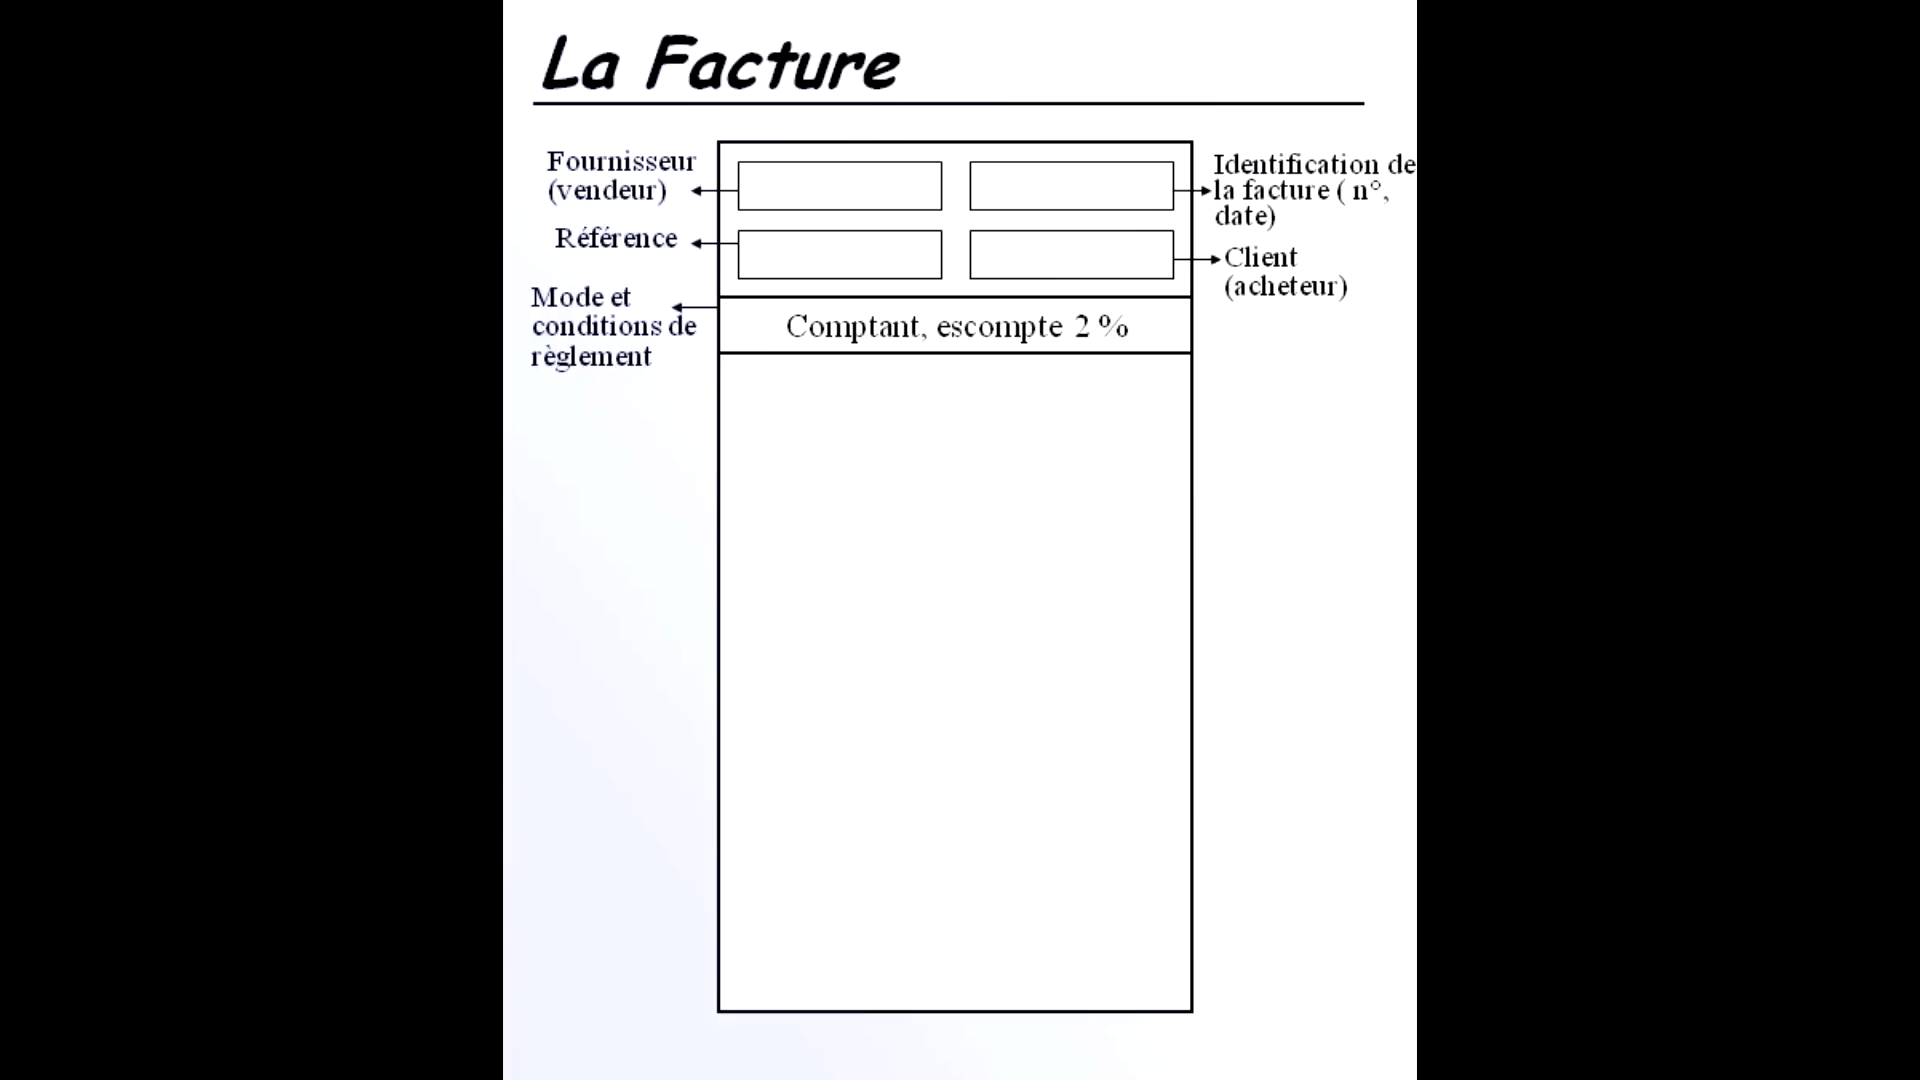 La Facture
Fournisseur
(vendeur)
Identification de
la facture ( n°,
date)
Référence
Client
(acheteur)
Mode et
conditions de
règlement
Comptant, escompte 2 %